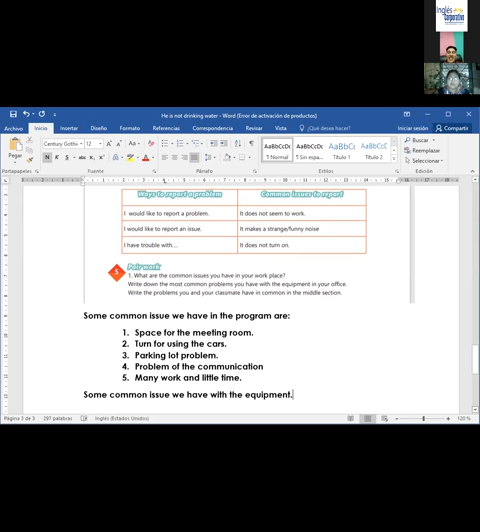 Inglés
Corporativo
He is not drinking water - Word (Error de activación de productos)
Archivo Inicio Insertar Diseño Formato Referencias Correspondencia Revisar Vista ¿Qué desea hacer? Iniciar sesión Compartir
Pegar
Century Gothi 12 A A Aa
N K S abc x₂ x²
AaBbCcDc AaBbCcDc AaBbCc AaBbCcC
¶ Normal ¶ Sin espa... Título 1 Título 2
Buscar
Reemplazar
Seleccionar
Portapapeles Fuente Párrafo Estilos Edición
Ways to report a problem Common issues to report
I would like to report a problem. It does not seem to work.
I would like to report an issue. It makes a strange/funny noise
I have trouble with.... It does not turn on.
5 Pair work
1. What are the common issues you have in your work place?
Write down the most common problems you have with the equipment in your office.
Write the problems you and your classmate have in common in the middle section.
Some common issue we have in the program are:
1. Space for the meeting room.
2. Turn for using the cars.
3. Parking lot problem.
4. Problem of the communication
5. Many work and little time.
Some common issue we have with the equipment.
Página 3 de 3 297 palabras Inglés (Estados Unidos) 120 %